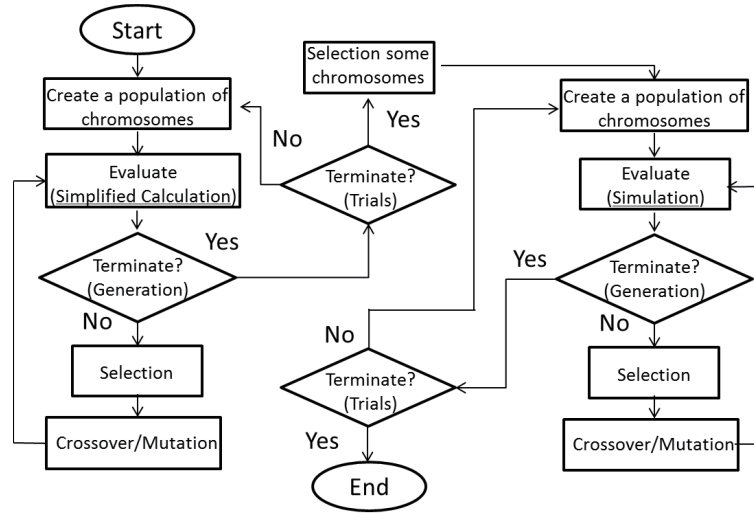 Start
Create a population of
chromosomes
Evaluate
(Simplified Calculation)
Terminate?
(Generation)
Yes
No
Selection
Crossover/Mutation
Selection some
chromosomes
Yes
No
Terminate?
(Trials)
Create a population of
chromosomes
Evaluate
(Simulation)
Terminate?
(Generation)
Yes
No
Selection
Crossover/Mutation
No
Terminate?
(Trials)
Yes
End